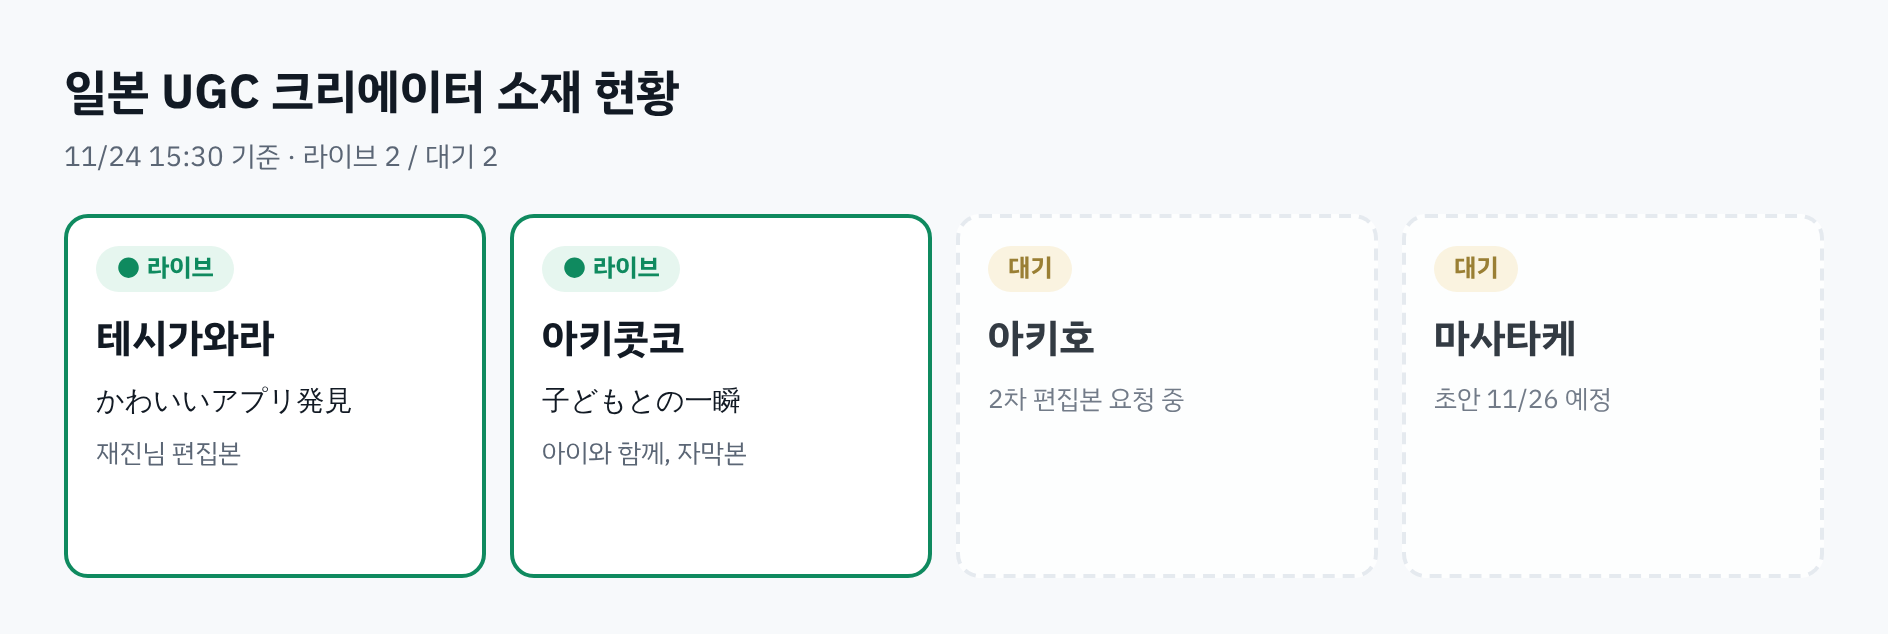 일본 UGC 크리에이터 소재 현황
11/24 15:30 기준 · 라이브 2 / 대기 2
● 라이브
테시가와라
かわいいアプリ発見
재진님 편집본
● 라이브
아키콧코
子どもとの一瞬
아이와 함께, 자막본
대기
아키호
2차 편집본 요청 중
대기
마사타케
초안 11/26 예정